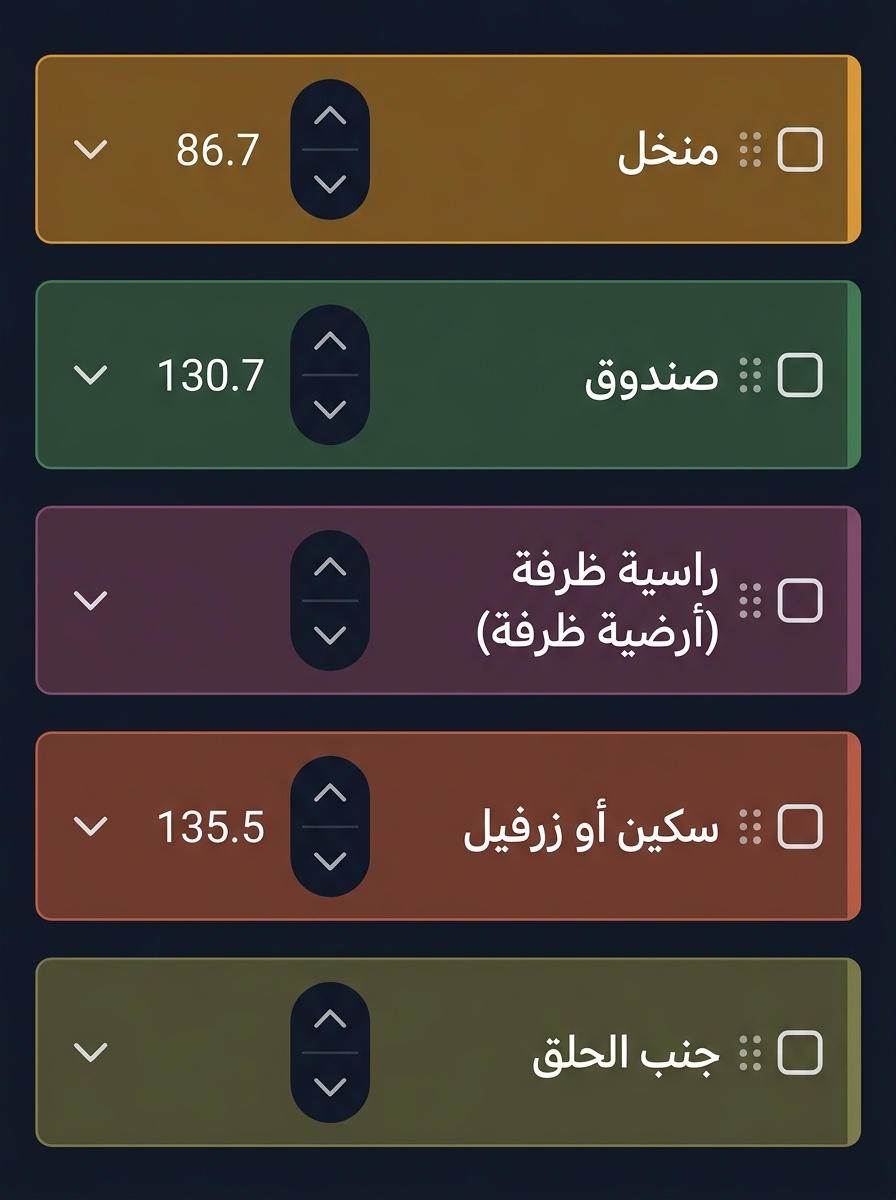 منخل
86.7
صندوق
130.7
راسية ظرفة
(أرضية ظرفة)
سكين أو زرفيل
135.5
جنب الحلق